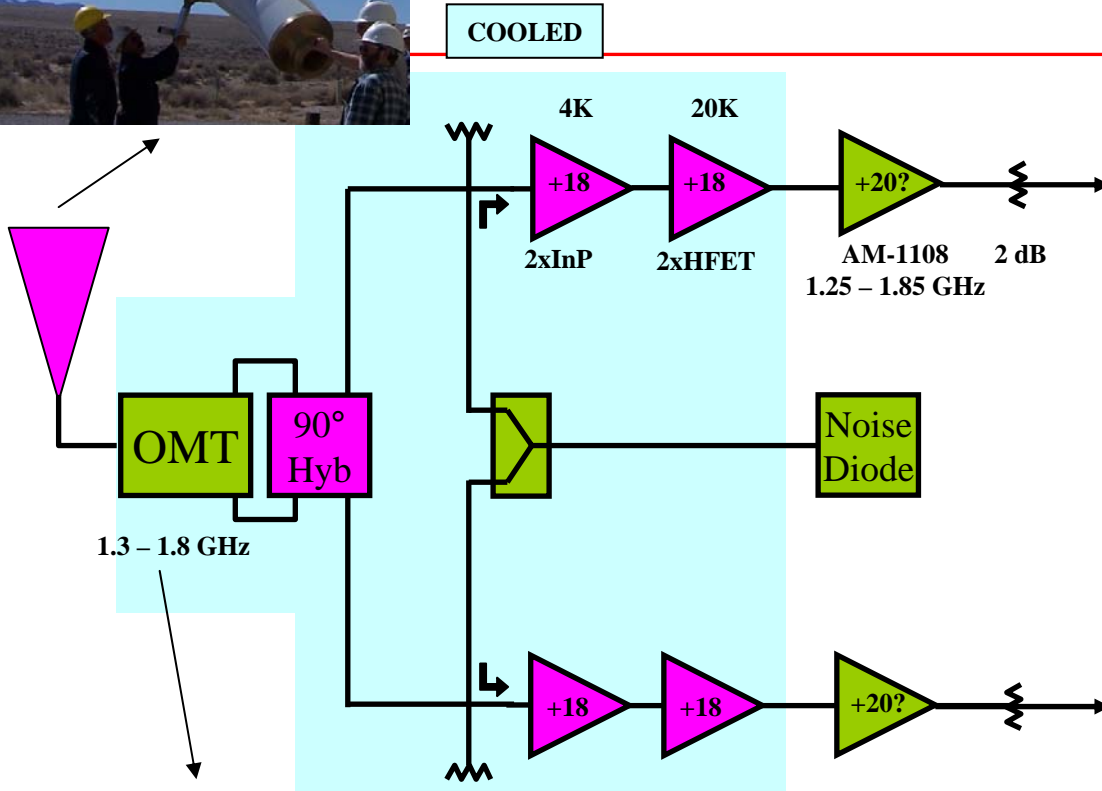 COOLED
4K 20K
+18 +18 +20?
2xInP 2xHFET AM-1108 2 dB
1.25 – 1.85 GHz
OMT
90°
Hyb
Noise
Diode
1.3 – 1.8 GHz
+18 +18 +20?